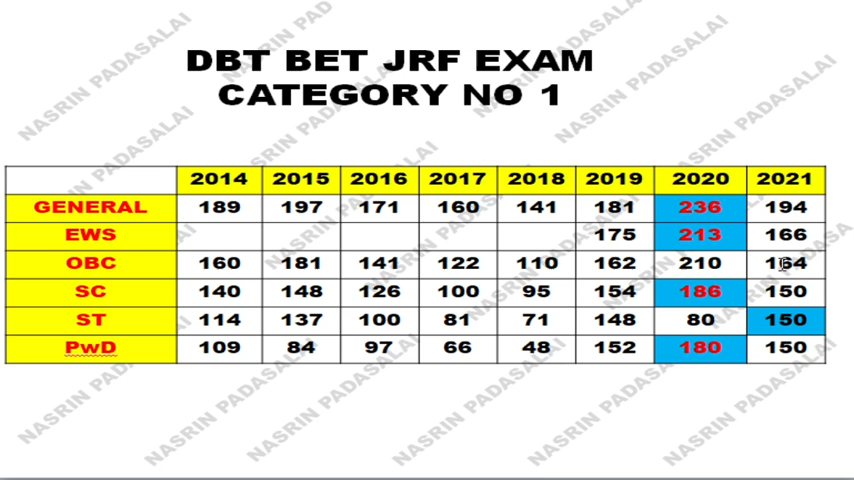 DBT BET JRF EXAM
CATEGORY NO 1
2014 2015 2016 2017 2018 2019 2020 2021
GENERAL 189 197 171 160 141 181 236 194
EWS 175 213 166
OBC 160 181 141 122 110 162 210 164
SC 140 148 126 100 95 154 186 150
ST 114 137 100 81 71 148 80 150
PwD 109 84 97 66 48 152 180 150
NASRIN PADASALAI